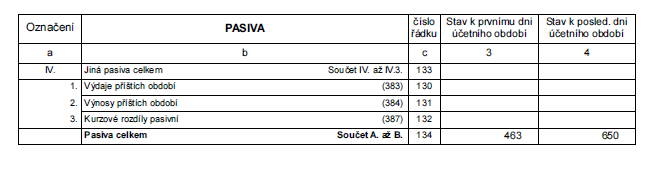 Označení PASIVA číslo řádku Stav k prvnímu dni účetního období Stav k posled. dni účetního období
a b c 3 4
IV. Jiná pasiva celkem Součet IV. až IV.3. 133
1. Výdaje příštích období (383) 130
2. Výnosy příštích období (384) 131
3. Kurzové rozdíly pasivní (387) 132
Pasiva celkem Součet A. až B. 134 463 650